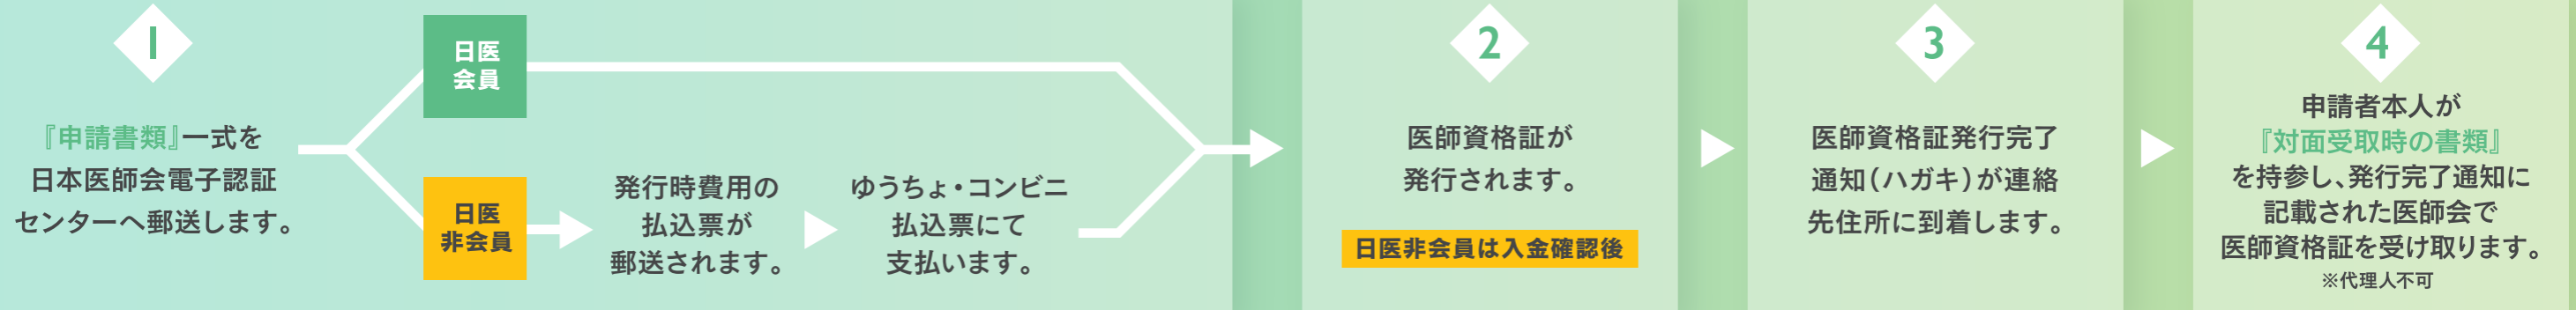 1
『申請書類』一式を
日本医師会電子認証
センターへ郵送します。
日医
会員
日医
非会員
発行時費用の
払込票が
郵送されます。
ゆうちょ・コンビニ
払込票にて
支払います。
2
医師資格証が
発行されます。
日医非会員は入金確認後
3
医師資格証発行完了
通知(ハガキ)が連絡
先住所に到着します。
4
申請者本人が
『対面受取時の書類』
を持参し、発行完了通知に
記載された医師会で
医師資格証を受け取ります。
※代理人不可